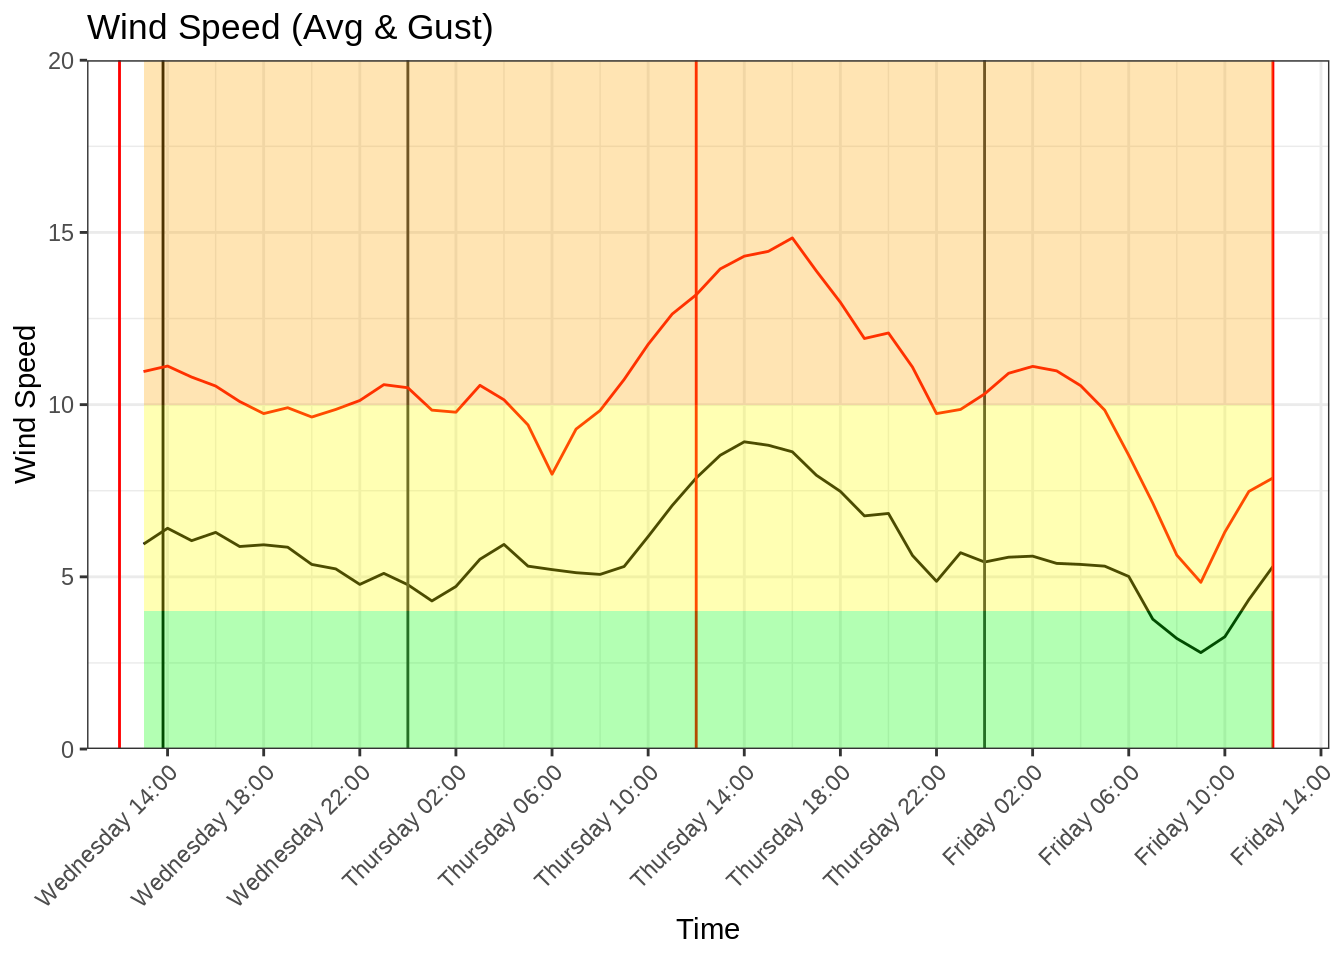 Wind Speed (Avg & Gust)
20
15
10
5
0
Wind Speed
Wednesday 14:00
Wednesday 18:00
Wednesday 22:00
Thursday 02:00
Thursday 06:00
Thursday 10:00
Thursday 14:00
Thursday 18:00
Thursday 22:00
Friday 02:00
Friday 06:00
Friday 10:00
Friday 14:00
Time